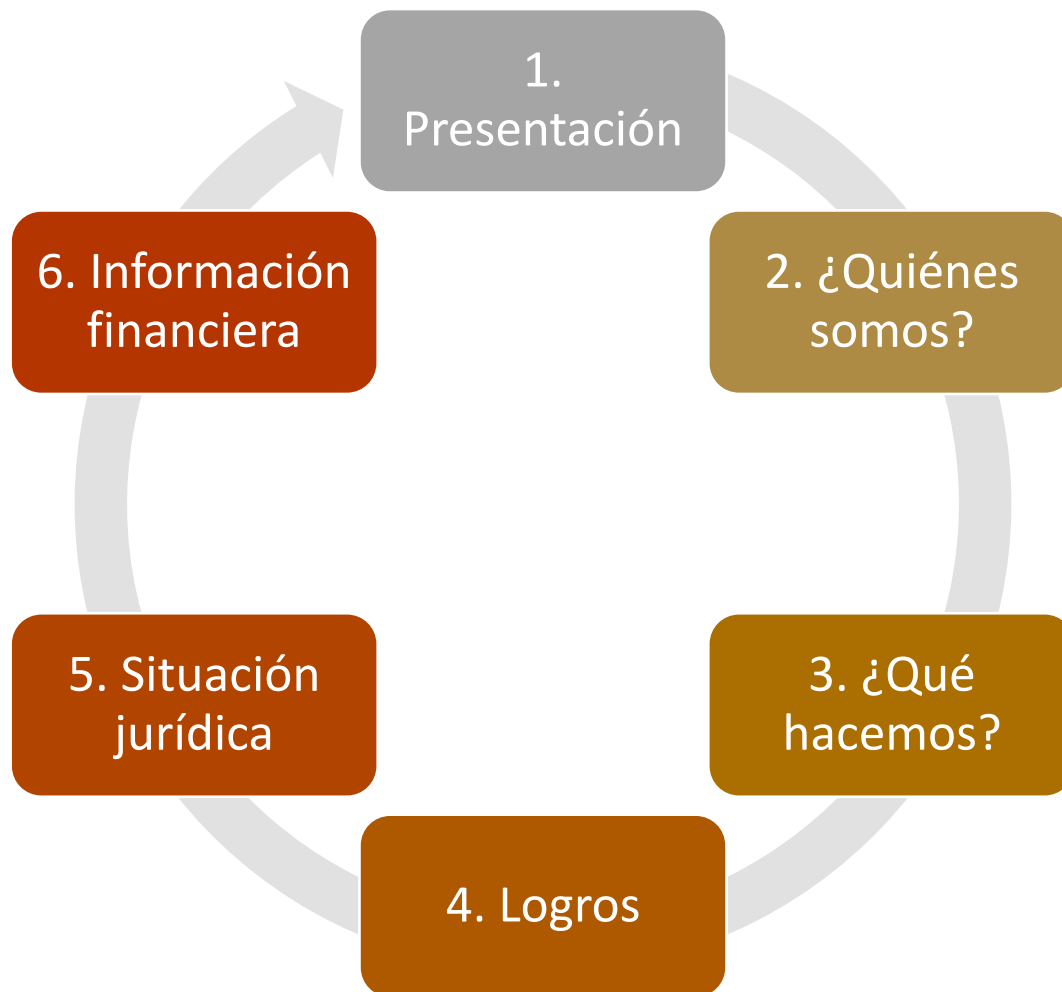 1.
Presentación
2. ¿Quiénes
somos?
3. ¿Qué
hacemos?
4. Logros
5. Situación
jurídica
6. Información
financiera